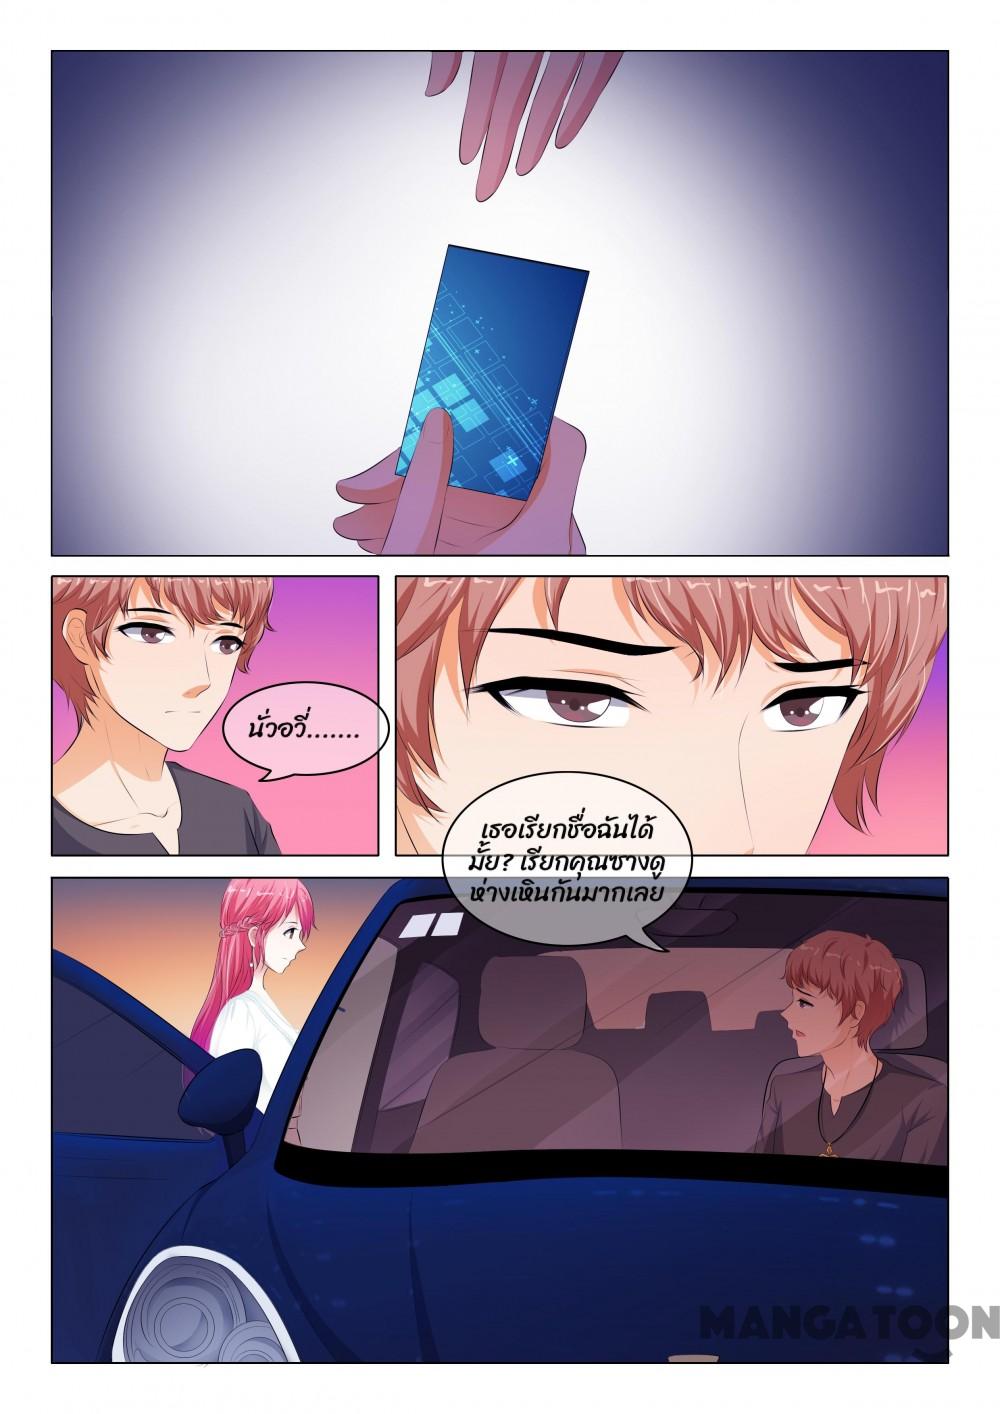 นั่วอวี่.......
เธอเรียกชื่อฉันได้
มั้ย? เรียกคุณซางดู
ห่างเหินกันมากเลย
MANGATOON